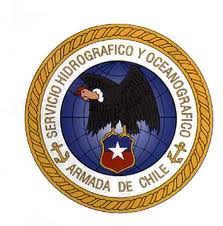 SERVICIO HIDROGRAFICO Y OCEANOGRAFICO
ARMADA DE CHILE